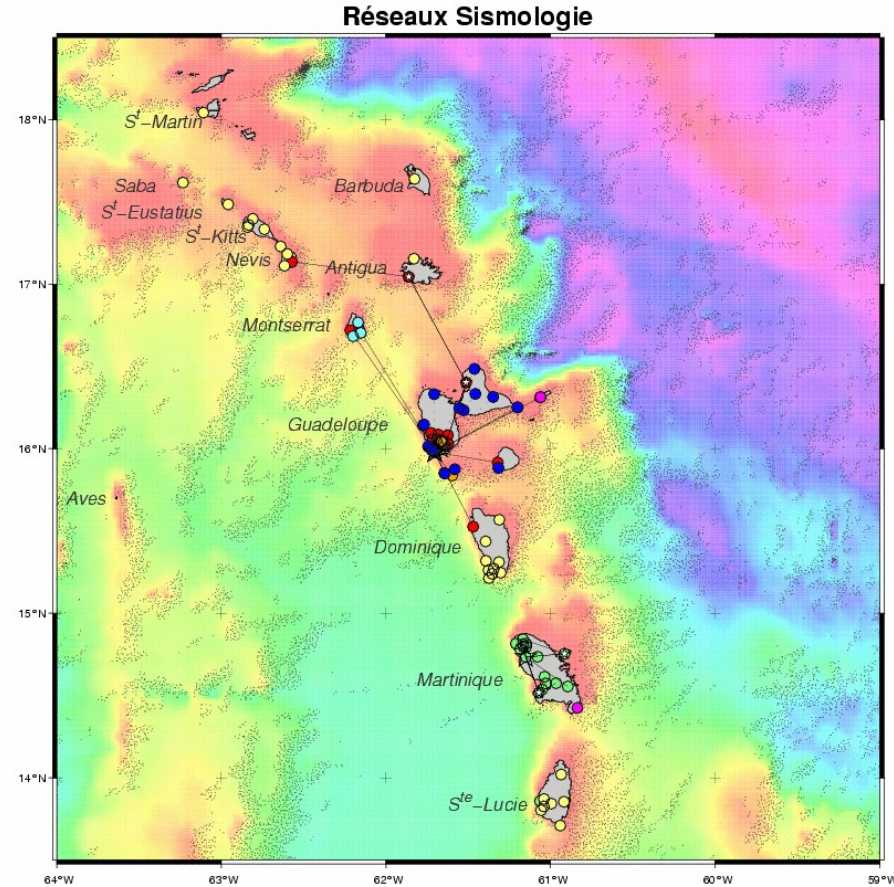 Réseaux Sismologie
18°N
Sᵗ–Martin
Saba
Barbuda
Sᵗ–Eustatius
Sᵗ–Kitts
Nevis
Antigua
17°N
Montserrat
Guadeloupe
16°N
Aves
Dominique
15°N
Martinique
14°N
Sᵗᵉ–Lucie
64°W 63°W 62°W 61°W 60°W 59°W